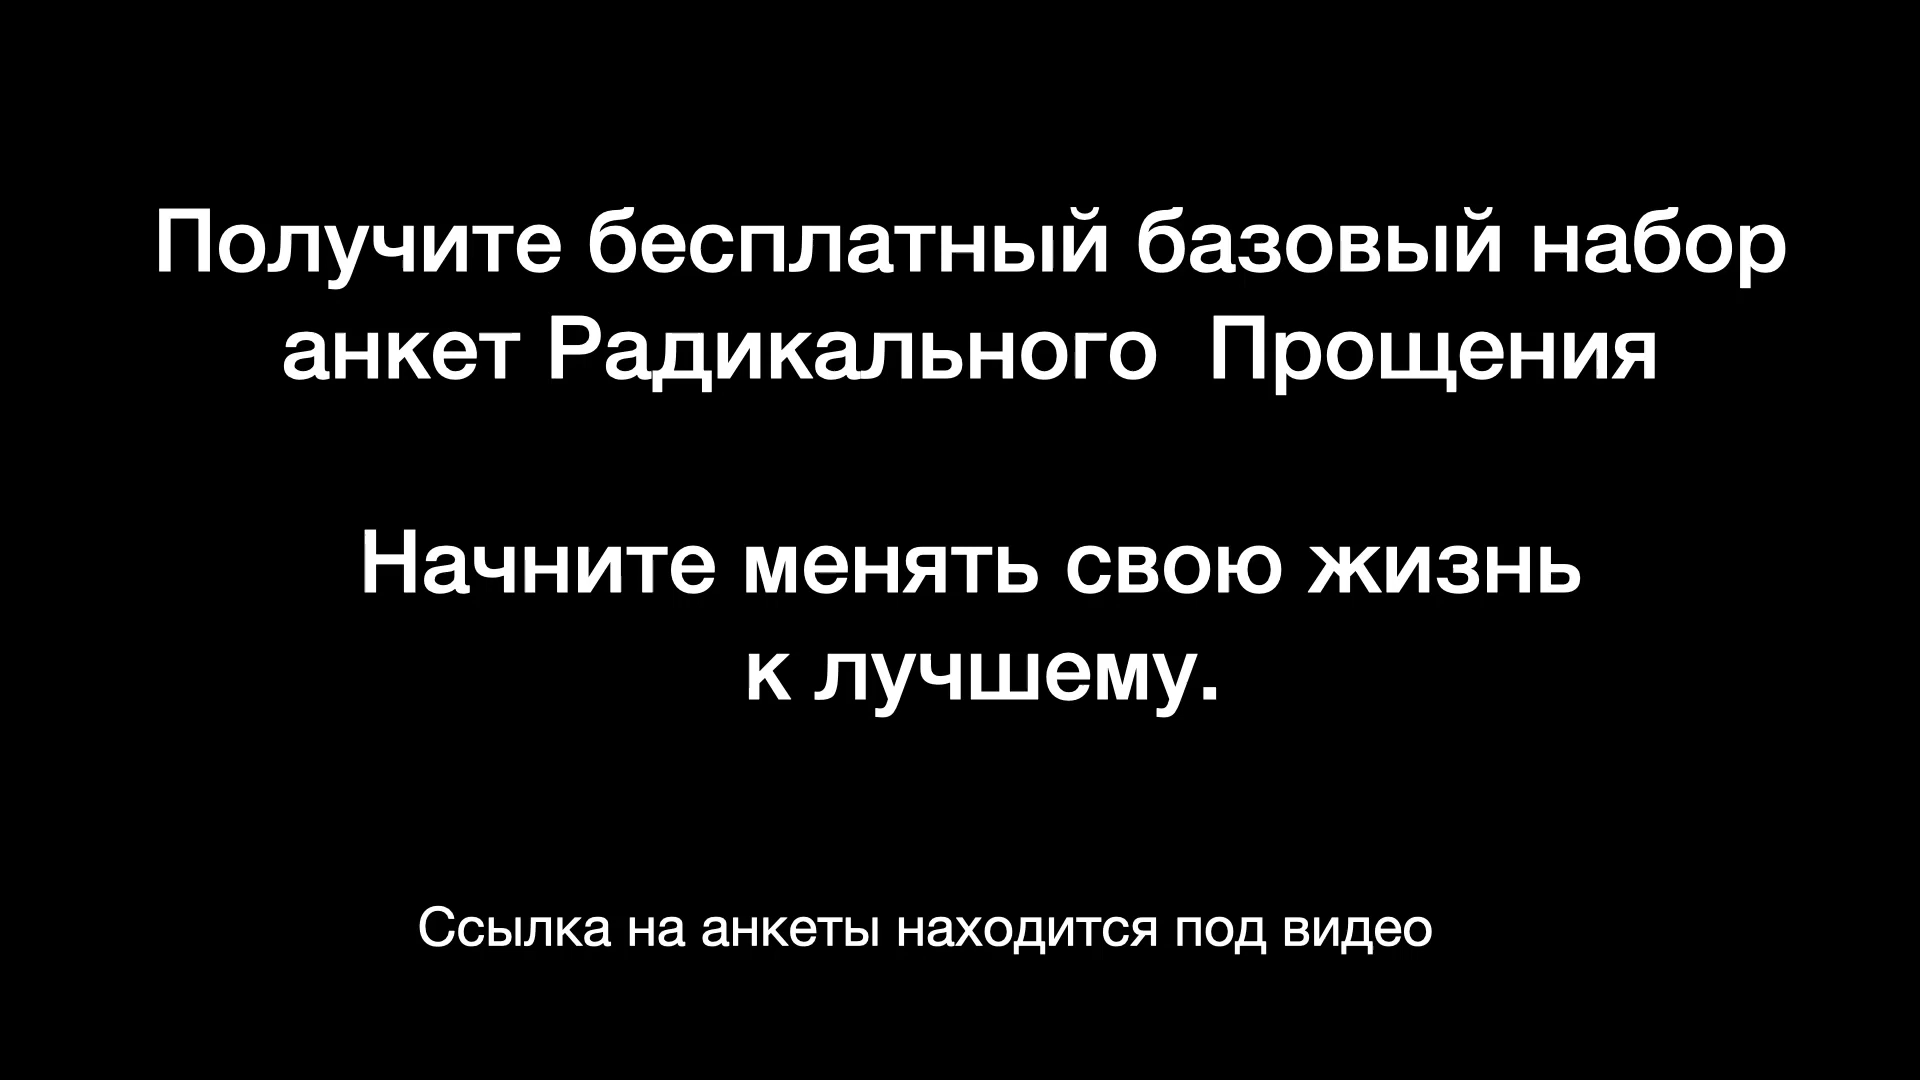 Получите бесплатный базовый набор
анкет Радикального  Прощения
Начните менять свою жизнь
к лучшему.
Ссылка на анкеты находится под видео